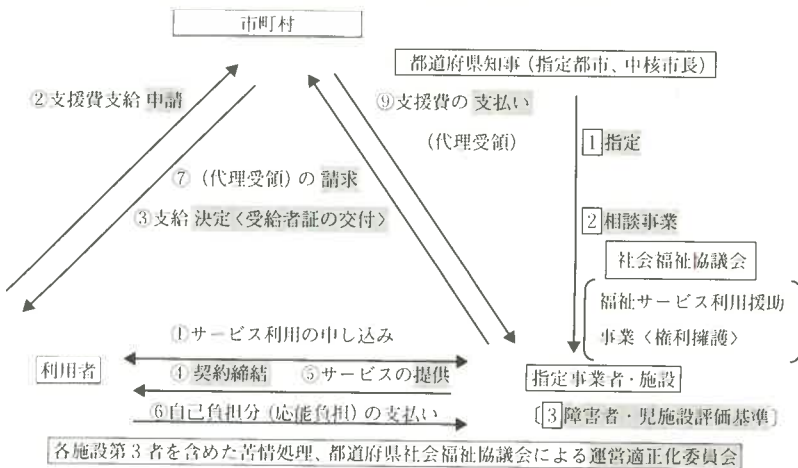 市町村
都道府県知事(指定都市、中核市長)
②支援費支給 申請
⑨支援費の 支払い
(代理受領)
1 指定
⑦ (代理受領) の 請求
③支給 決定〈受給者証の交付〉
2 相談事業
社会福祉協議会
福祉サービス利用援助
事業〈権利擁護〉
①サービス利用の申し込み
利用者
④契約締結 ⑤サービスの提供
指定事業者・施設
⑥自己負担分(応能負担)の支払い
〔3 障害者・児施設評価基準〕
各施設第3者を含めた苦情処理、都道府県社会福祉協議会による運営適正化委員会